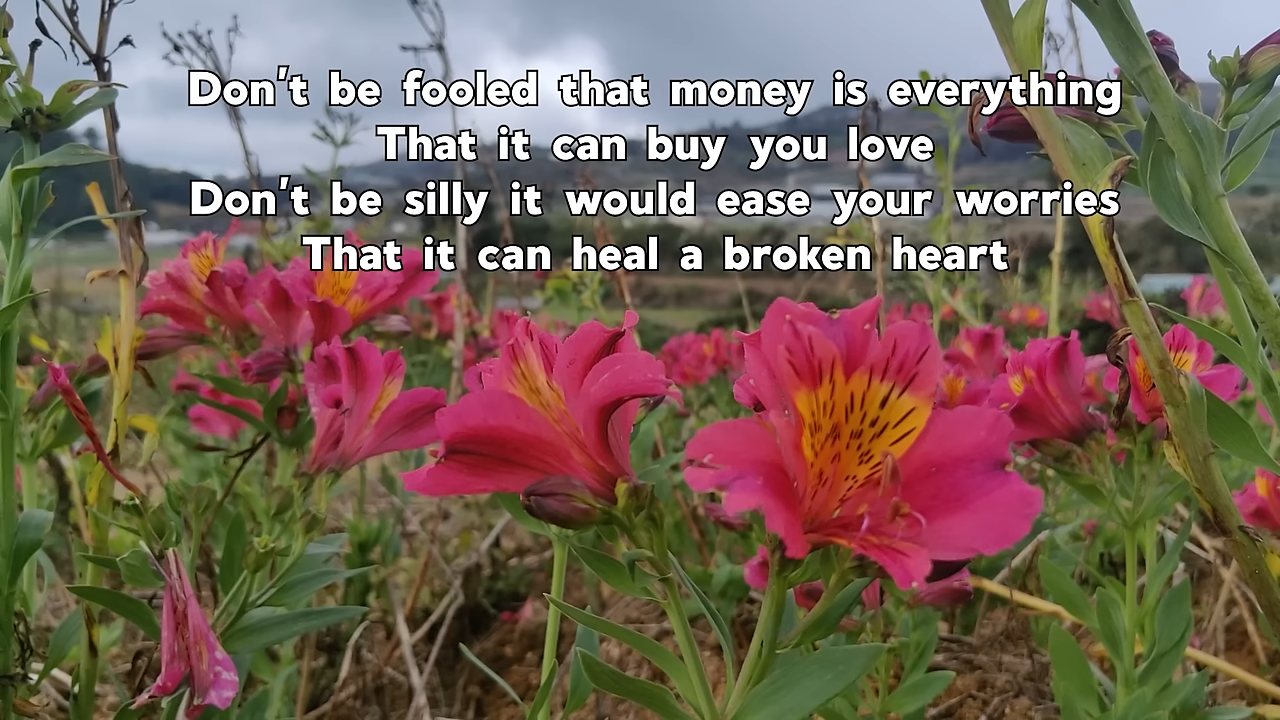 Don't be fooled that money is everything
That it can buy you love
Don't be silly it would ease your worries
That it can heal a broken heart